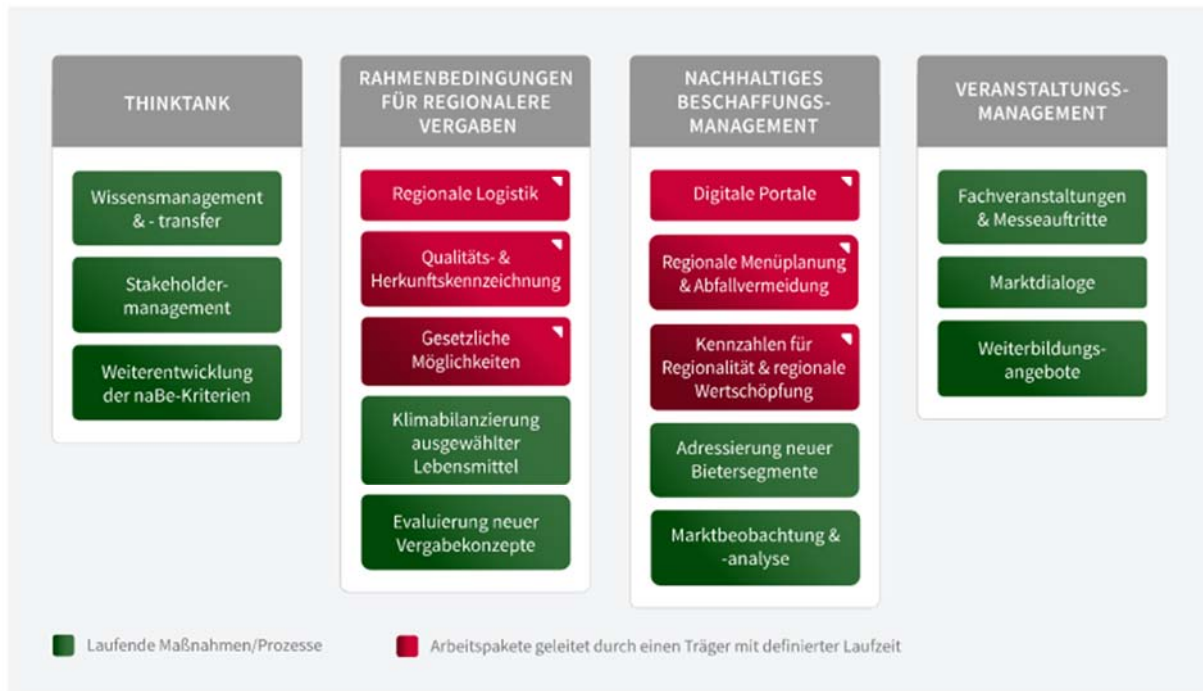 THINKTANK
Wissensmanagement
& - transfer
Stakeholder-
management
Weiterentwicklung
der naBe-Kriterien
RAHMENBEDINGUNGEN
FÜR REGIONALERE
VERGABEN
Regionale Logistik
Qualitäts- &
Herkunftskennzeichnung
Gesetzliche
Möglichkeiten
Klimabilanzierung
ausgewählter
Lebensmittel
Evaluierung neuer
Vergabekonzepte
NACHHALTIGES
BESCHAFFUNGS-
MANAGEMENT
Digitale Portale
Regionale Menüplanung
& Abfallvermeidung
Kennzahlen für
Regionalität & regionale
Wertschöpfung
Adressierung neuer
Bietersegmente
Marktbeobachtung &
-analyse
VERANSTALTUNGS-
MANAGEMENT
Fachveranstaltungen
& Messeauftritte
Marktdialoge
Weiterbildungs-
angebote
Laufende Maßnahmen/Prozesse
Arbeitspakete geleitet durch einen Träger mit definierter Laufzeit